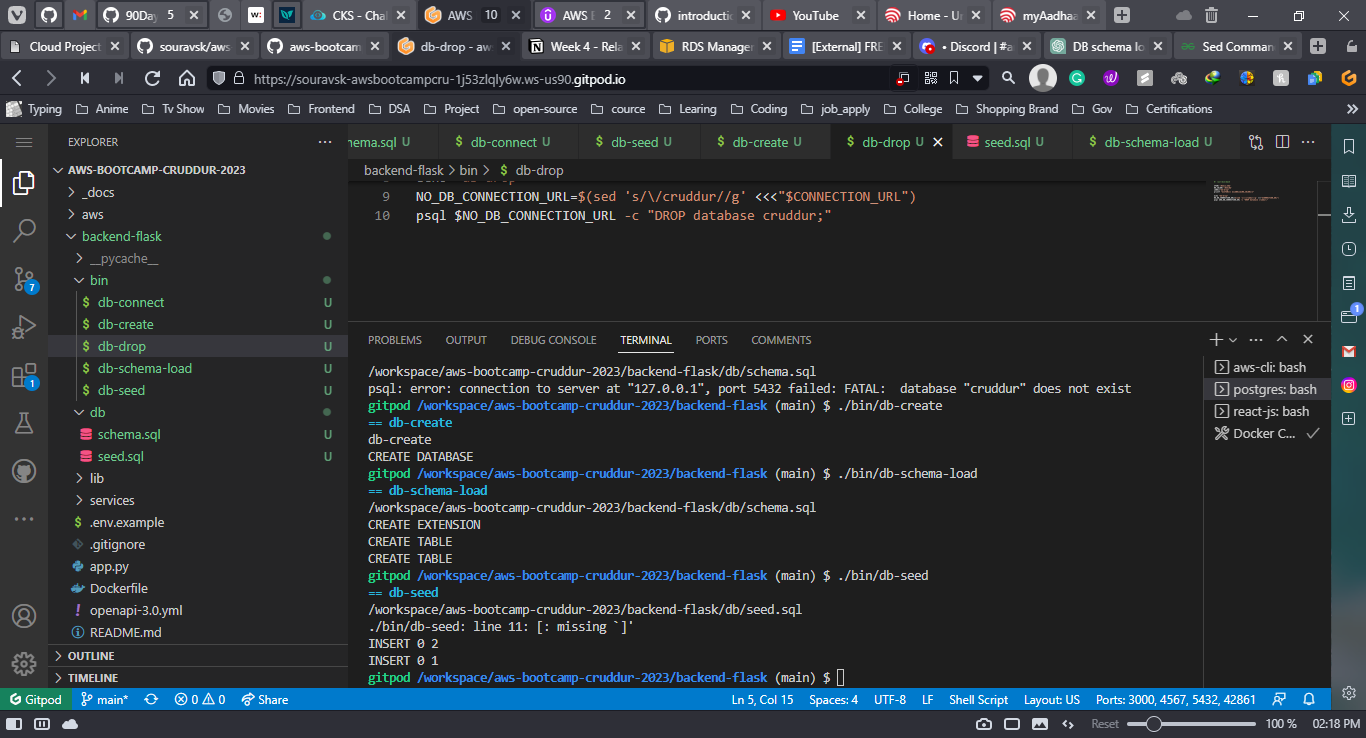 90Day 5
CKS - Chal
AWS 10
AWS E 2
introductic
YouTube
Home - Ur
myAadhaa
Cloud Project
souravsk/aws
aws-bootcam
db-drop - aw
Week 4 - Rela
RDS Manager
[External] FRE
• Discord | #a
DB schema lo
Sed Comman
https://souravsk-awsbootcampcru-1j53zlqly6w.ws-us90.gitpod.io
Typing
Anime
Tv Show
Movies
Frontend
DSA
Project
open-source
cource
Learing
Coding
job_apply
College
Shopping Brand
Gov
Certifications
EXPLORER
hema.sql U
db-connect U
db-seed U
db-create U
db-drop U
seed.sql U
db-schema-load U
backend-flask > bin > $ db-drop
AWS-BOOTCAMP-CRUDDUR-2023
_docs
aws
backend-flask
__pycache__
bin
$ db-connect U
$ db-create U
$ db-drop U
$ db-schema-load U
$ db-seed U
db
schema.sql U
seed.sql U
lib
services
$ .env.example
.gitignore
app.py
Dockerfile
! openapi-3.0.yml
README.md
OUTLINE
TIMELINE
7
1
9 NO_DB_CONNECTION_URL=$(sed 's/\/cruddur//g' <<<"$CONNECTION_URL")
10 psql $NO_DB_CONNECTION_URL -c "DROP database cruddur;"
PROBLEMS OUTPUT DEBUG CONSOLE TERMINAL PORTS COMMENTS
/workspace/aws-bootcamp-cruddur-2023/backend-flask/db/schema.sql
psql: error: connection to server at "127.0.0.1", port 5432 failed: FATAL:  database "cruddur" does not exist
gitpod /workspace/aws-bootcamp-cruddur-2023/backend-flask (main) $ ./bin/db-create
== db-create
db-create
CREATE DATABASE
gitpod /workspace/aws-bootcamp-cruddur-2023/backend-flask (main) $ ./bin/db-schema-load
== db-schema-load
/workspace/aws-bootcamp-cruddur-2023/backend-flask/db/schema.sql
CREATE EXTENSION
CREATE TABLE
CREATE TABLE
gitpod /workspace/aws-bootcamp-cruddur-2023/backend-flask (main) $ ./bin/db-seed
== db-seed
/workspace/aws-bootcamp-cruddur-2023/backend-flask/db/seed.sql
./bin/db-seed: line 11: [: missing `]'
INSERT 0 2
INSERT 0 1
gitpod /workspace/aws-bootcamp-cruddur-2023/backend-flask (main) $
aws-cli: bash
postgres: bash
react-js: bash
Docker C...
1
Gitpod
main*
0 0
Share
Ln 5, Col 15
Spaces: 4
UTF-8
LF
Shell Script
Layout: US
Ports: 3000, 4567, 5432, 42861
Reset
100 %
02:18 PM